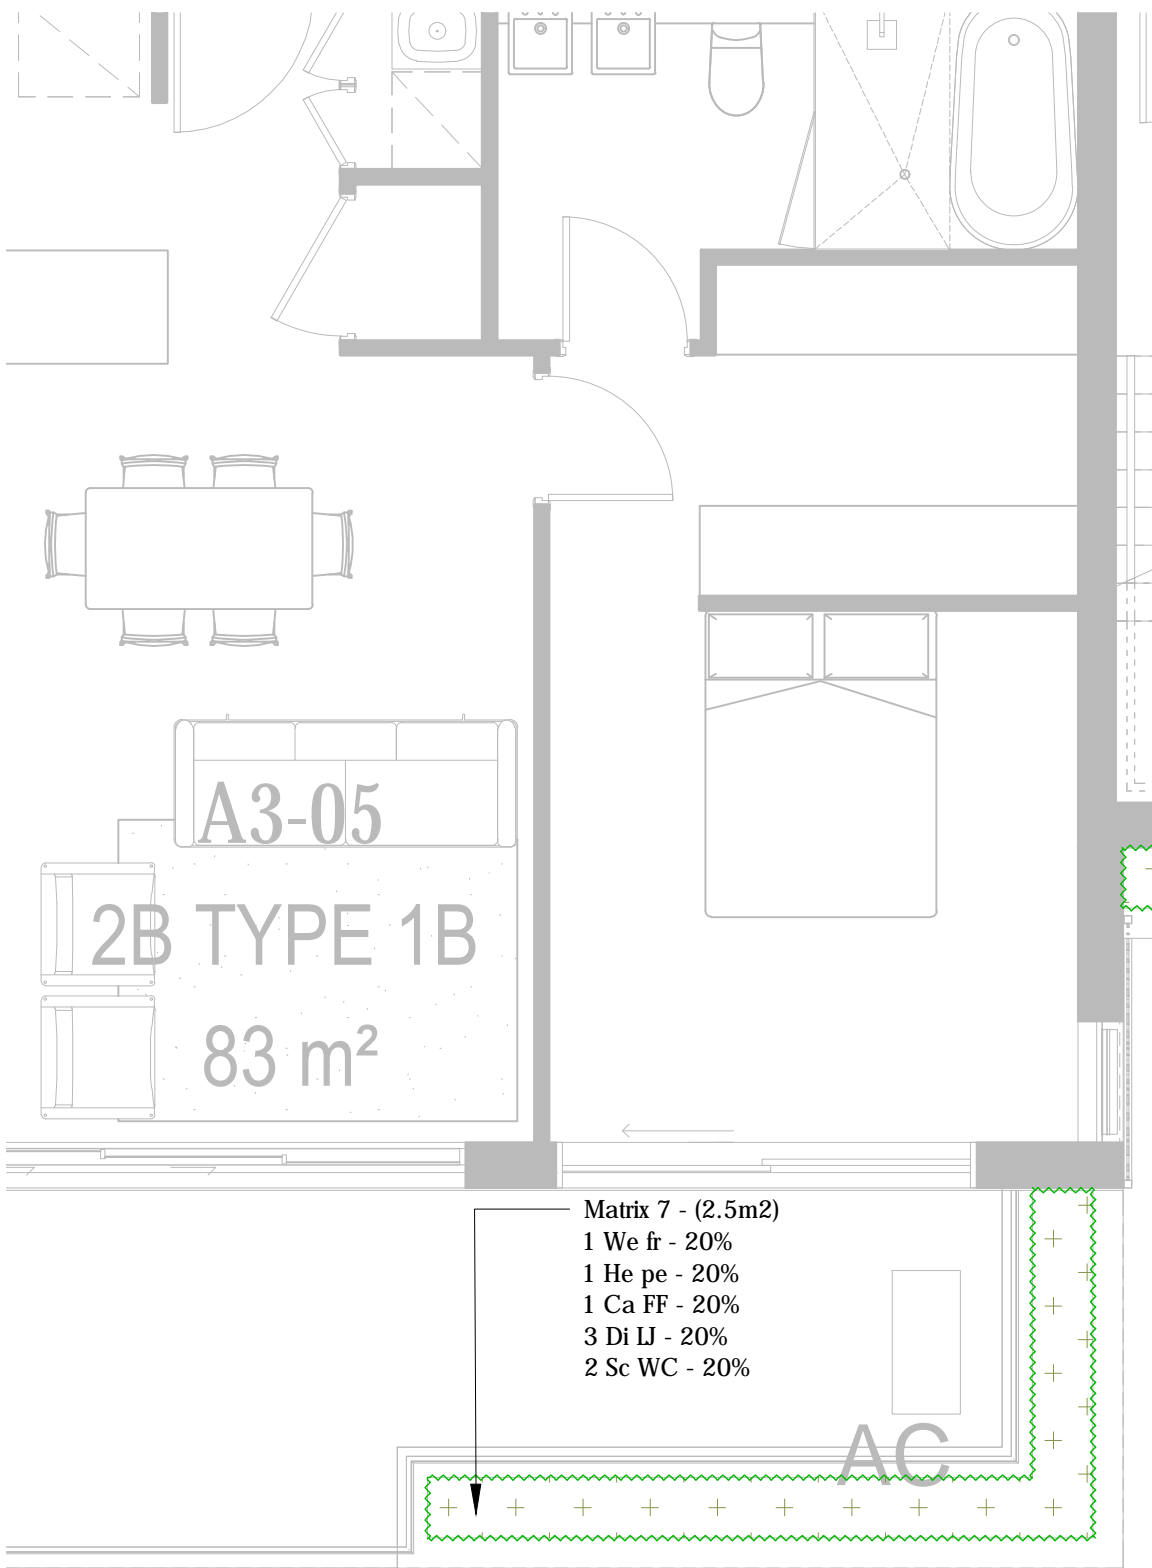 A3-05
2B TYPE 1B
83 m²
Matrix 7 - (2.5m2)
1 We fr - 20%
1 He pe - 20%
1 Ca FF - 20%
3 Di LJ - 20%
2 Sc WC - 20%
AC